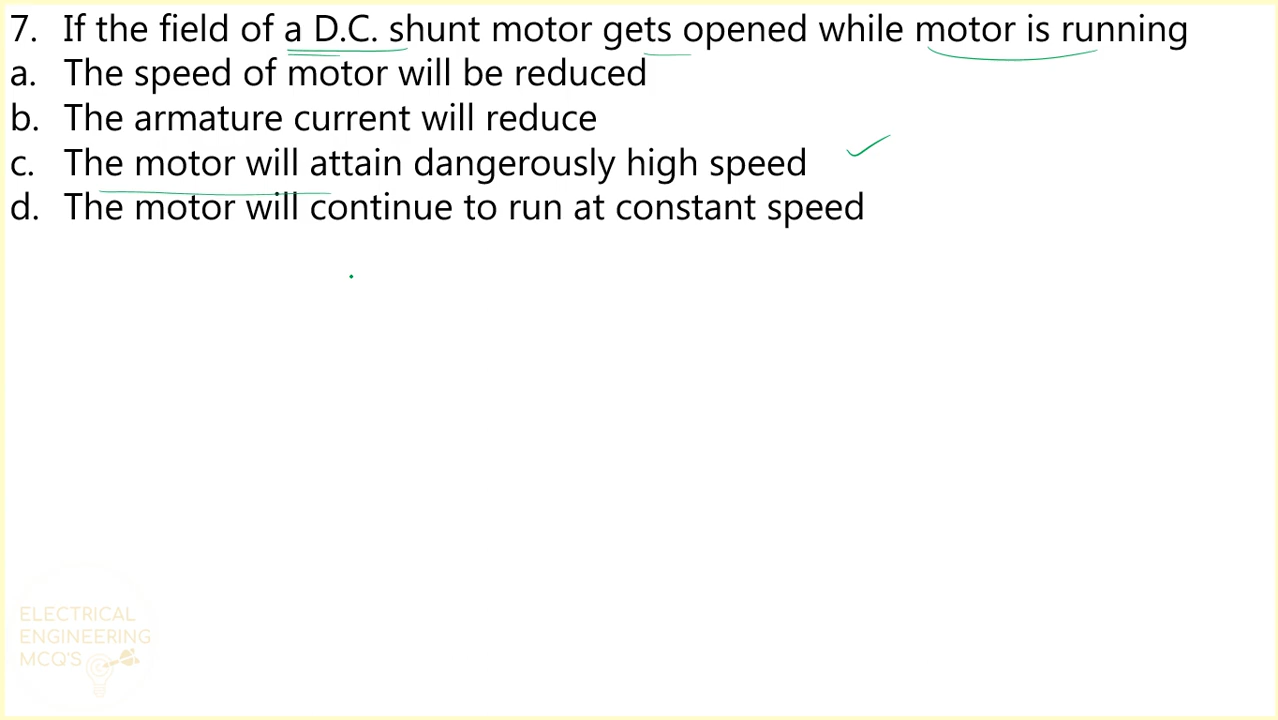 7. If the field of a D.C. shunt motor gets opened while motor is running
a. The speed of motor will be reduced
b. The armature current will reduce
c. The motor will attain dangerously high speed
d. The motor will continue to run at constant speed
ELECTRICAL
ENGINEERING
MCQ'S